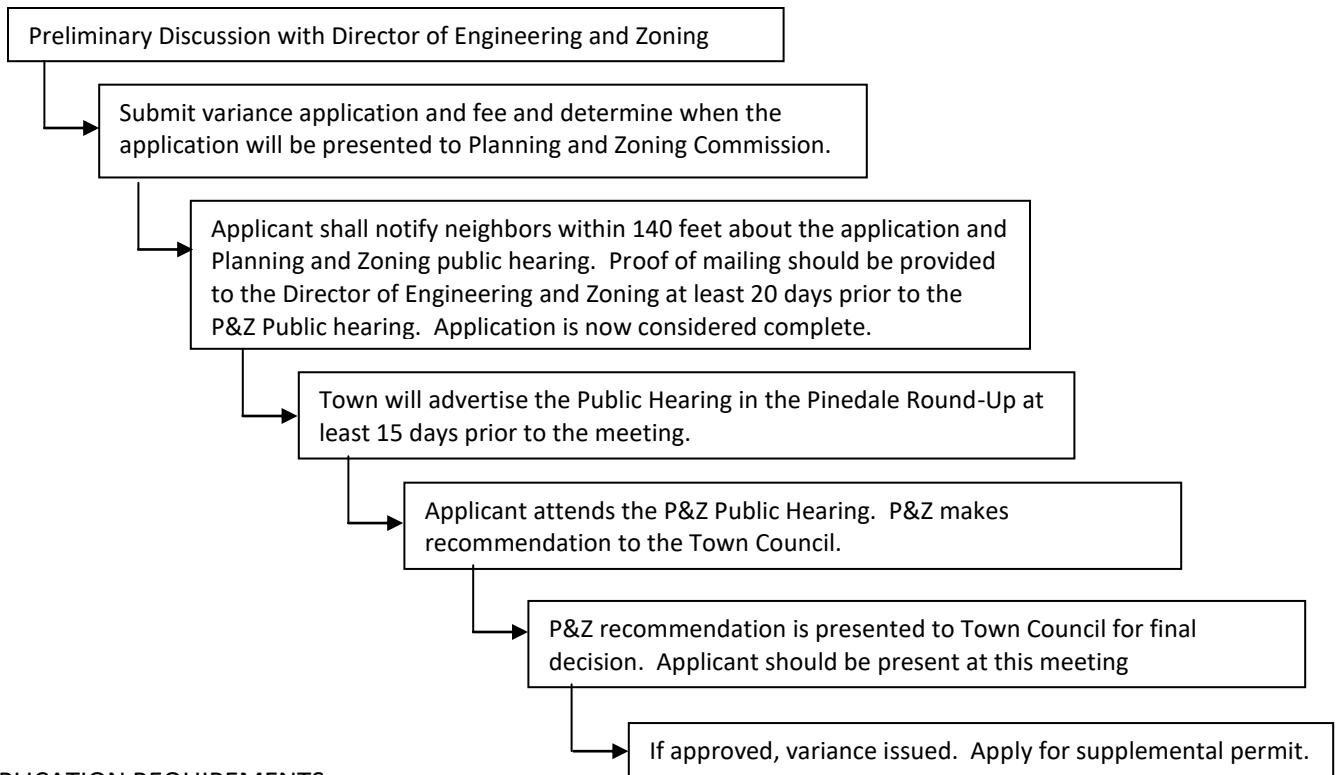 Preliminary Discussion with Director of Engineering and Zoning
Submit variance application and fee and determine when the
application will be presented to Planning and Zoning Commission.
Applicant shall notify neighbors within 140 feet about the application and
Planning and Zoning public hearing.  Proof of mailing should be provided
to the Director of Engineering and Zoning at least 20 days prior to the
P&Z Public hearing.  Application is now considered complete.
Town will advertise the Public Hearing in the Pinedale Round-Up at
least 15 days prior to the meeting.
Applicant attends the P&Z Public Hearing.  P&Z makes
recommendation to the Town Council.
P&Z recommendation is presented to Town Council for final
decision.  Applicant should be present at this meeting
If approved, variance issued.  Apply for supplemental permit.